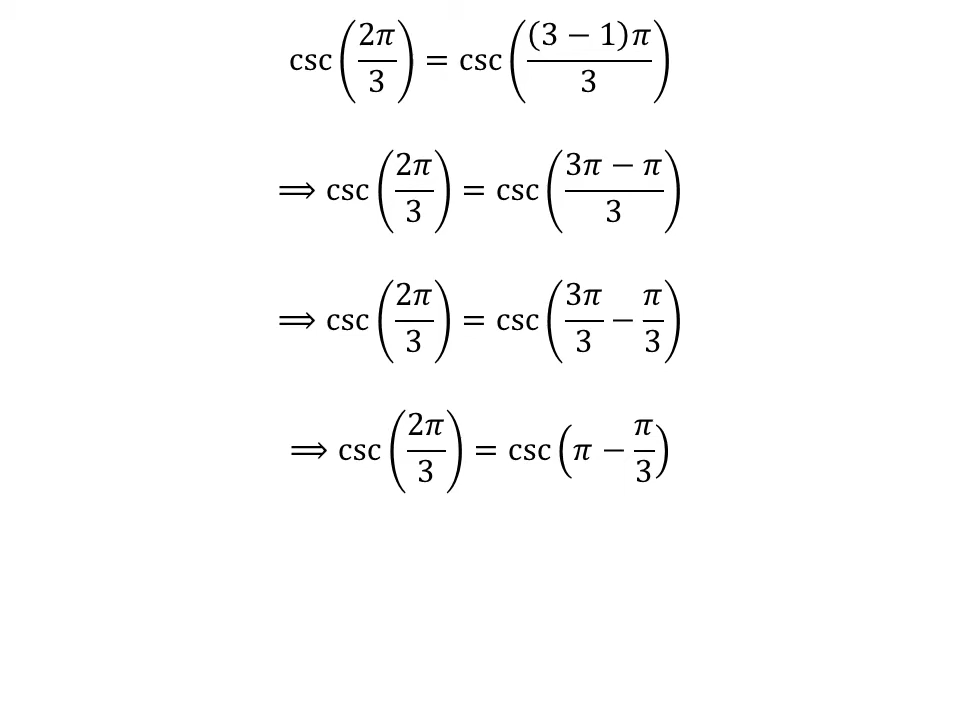 csc(2π/3) = csc((3 − 1)π/3)
⟹ csc(2π/3) = csc((3π − π)/3)
⟹ csc(2π/3) = csc(3π/3 − π/3)
⟹ csc(2π/3) = csc(π − π/3)